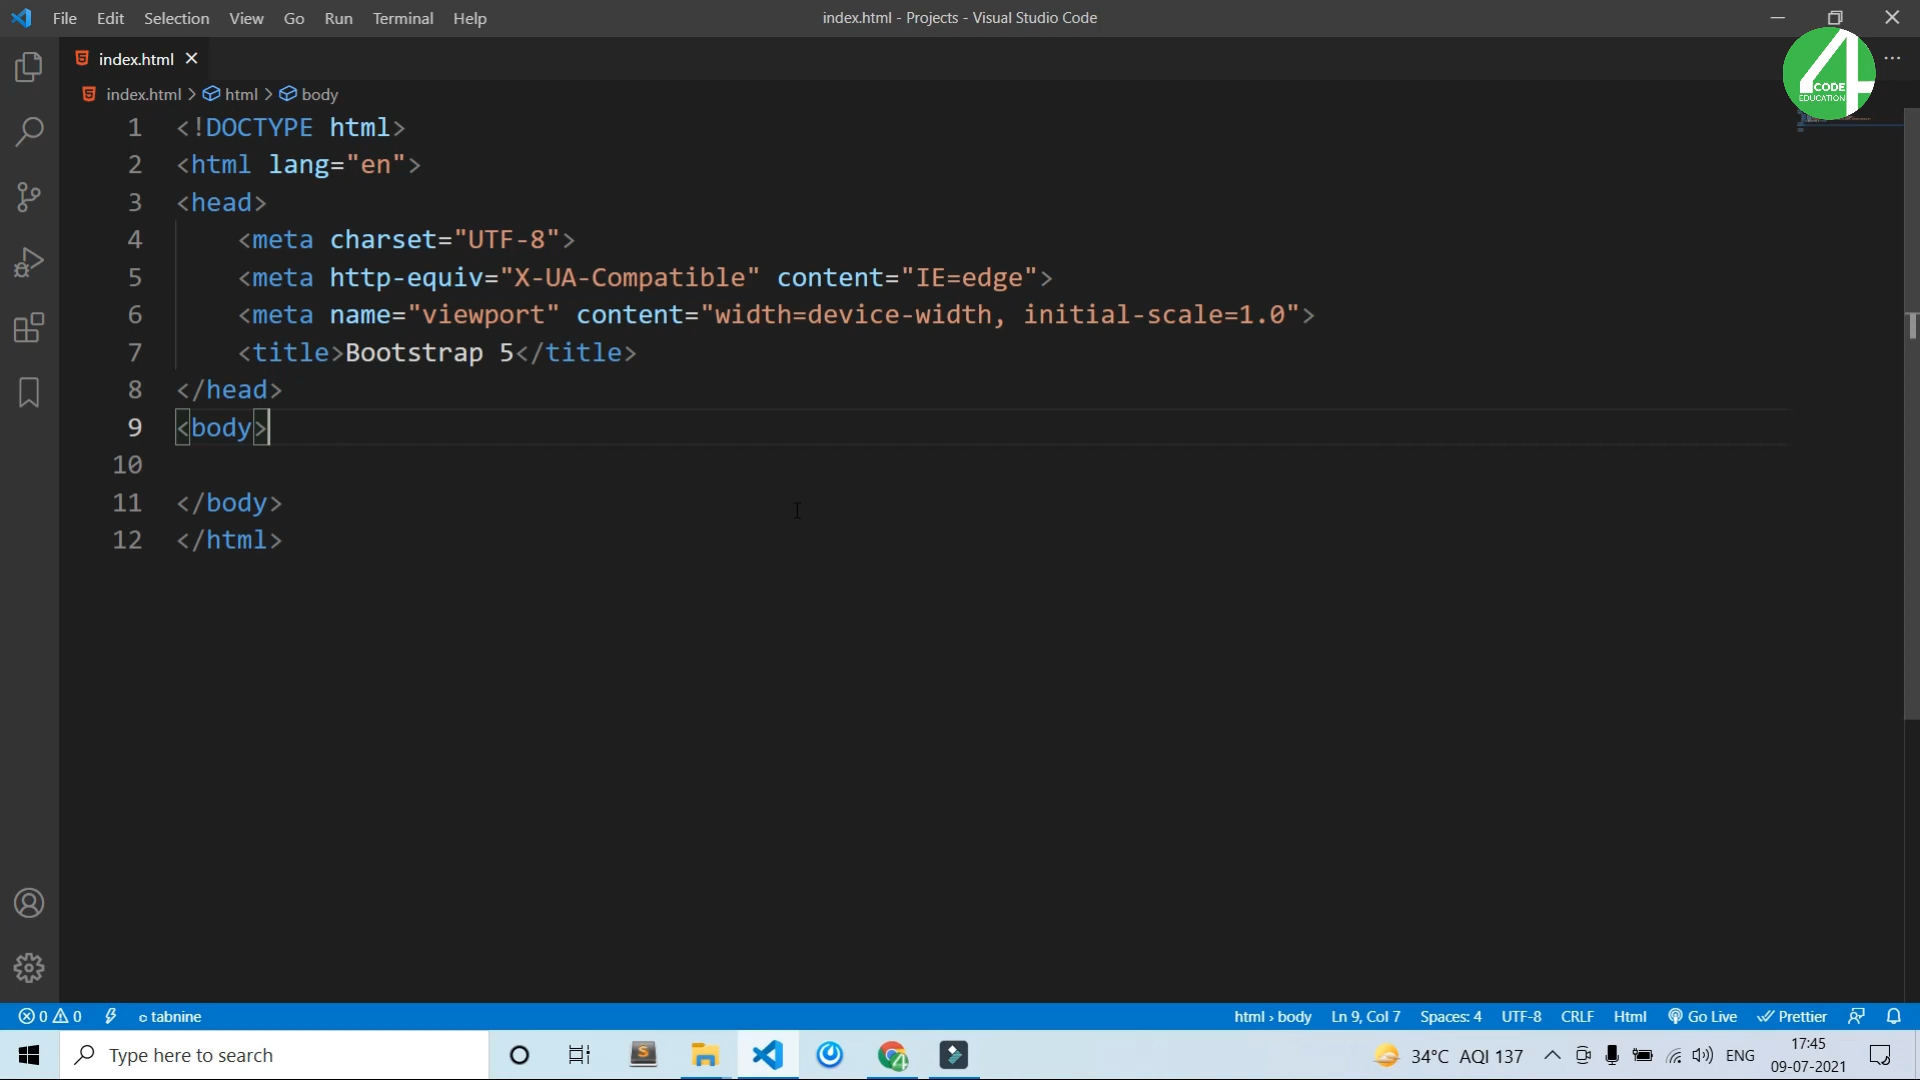 File Edit Selection View Go Run Terminal Help index.html - Projects - Visual Studio Code
index.html
index.html > html > body
4 CODE EDUCATION
1 <!DOCTYPE html>
2 <html lang="en">
3 <head>
4 <meta charset="UTF-8">
5 <meta http-equiv="X-UA-Compatible" content="IE=edge">
6 <meta name="viewport" content="width=device-width, initial-scale=1.0">
7 <title>Bootstrap 5</title>
8 </head>
9 <body>
10
11 </body>
12 </html>
0 0 tabnine html › body Ln 9, Col 7 Spaces: 4 UTF-8 CRLF Html Go Live Prettier
Type here to search 34°C AQI 137 ENG 17:45
09-07-2021